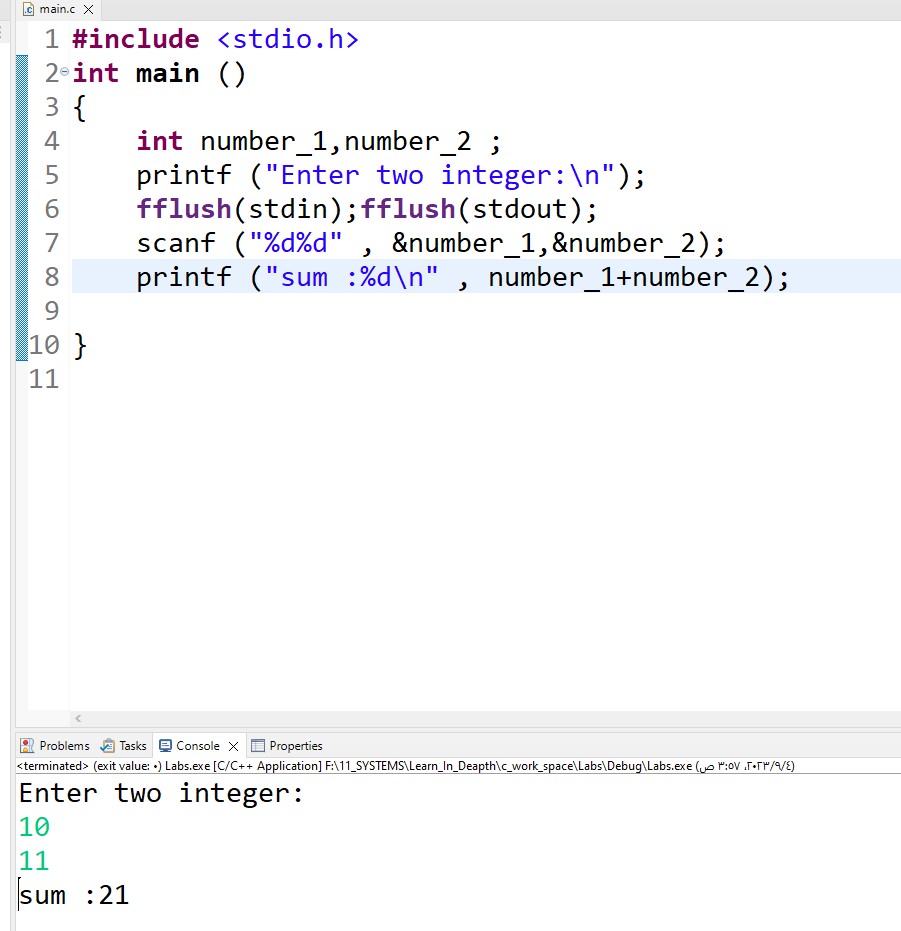 main.c
1 #include <stdio.h>
2 int main ()
3 {
4 int number_1,number_2 ;
5 printf ("Enter two integer:\n");
6 fflush(stdin);fflush(stdout);
7 scanf ("%d%d" , &number_1,&number_2);
8 printf ("sum :%d\n" , number_1+number_2);
9
10 }
11
Problems Tasks Console Properties
<terminated> (exit value: ٠) Labs.exe [C/C++ Application] F:\11_SYSTEMS\Learn_In_Deapth\c_work_space\Labs\Debug\Labs.exe (٢٠٢٣/٩/٤، ٣:٥٧ ص)
Enter two integer:
10
11
sum :21